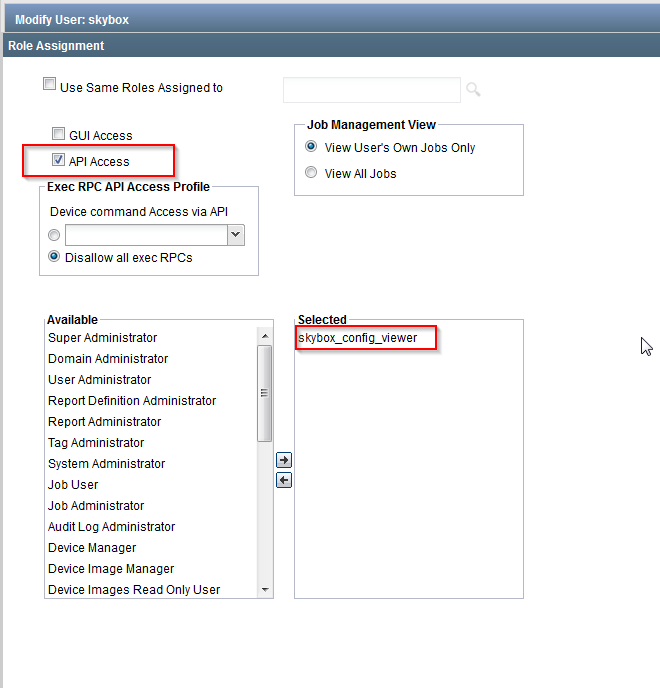 Modify User: skybox
Role Assignment
Use Same Roles Assigned to
GUI Access
API Access
Job Management View
View User's Own Jobs Only
View All Jobs
Exec RPC API Access Profile
Device command Access via API
Disallow all exec RPCs
Available
Super Administrator
Domain Administrator
User Administrator
Report Definition Administrator
Report Administrator
Tag Administrator
System Administrator
Job User
Job Administrator
Audit Log Administrator
Device Manager
Device Image Manager
Device Images Read Only User
Selected
skybox_config_viewer